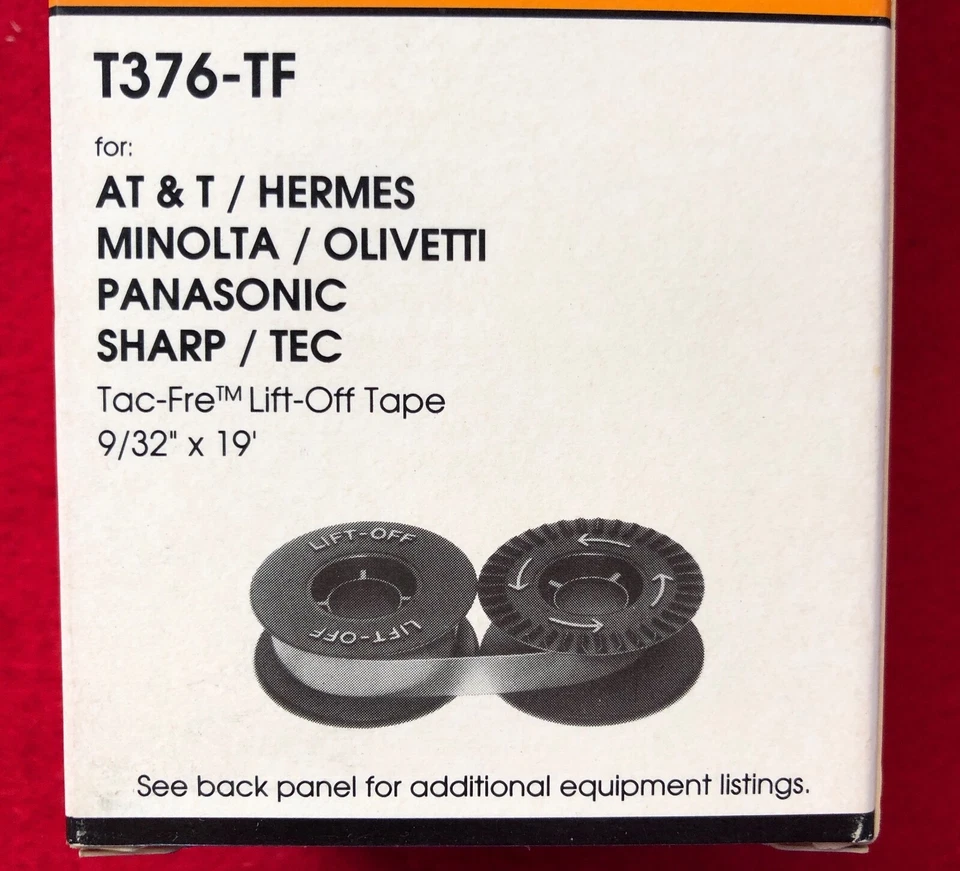 T376-TF
for:
AT & T / HERMES
MINOLTA / OLIVETTI
PANASONIC
SHARP / TEC
Tac-Fre™ Lift-Off Tape
9/32" x 19'
LIFT-OFF
LIFT-OFF
See back panel for additional equipment listings.